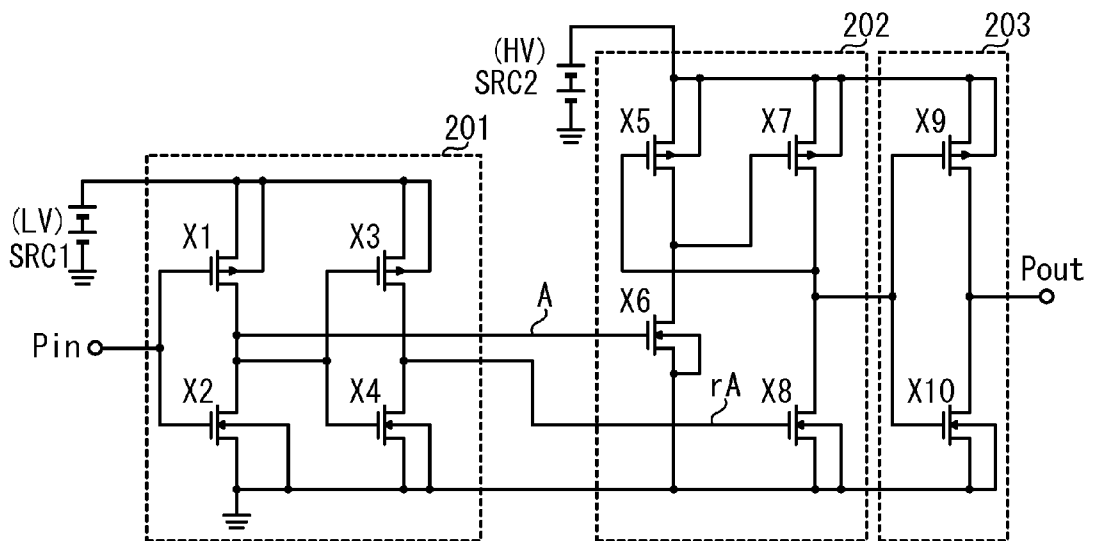 202
203
(HV)
SRC2
X5
X7
X9
201
(LV)
SRC1
X1
X3
Pout
A
X6
Pin
X2
X4
rA
X8
X10